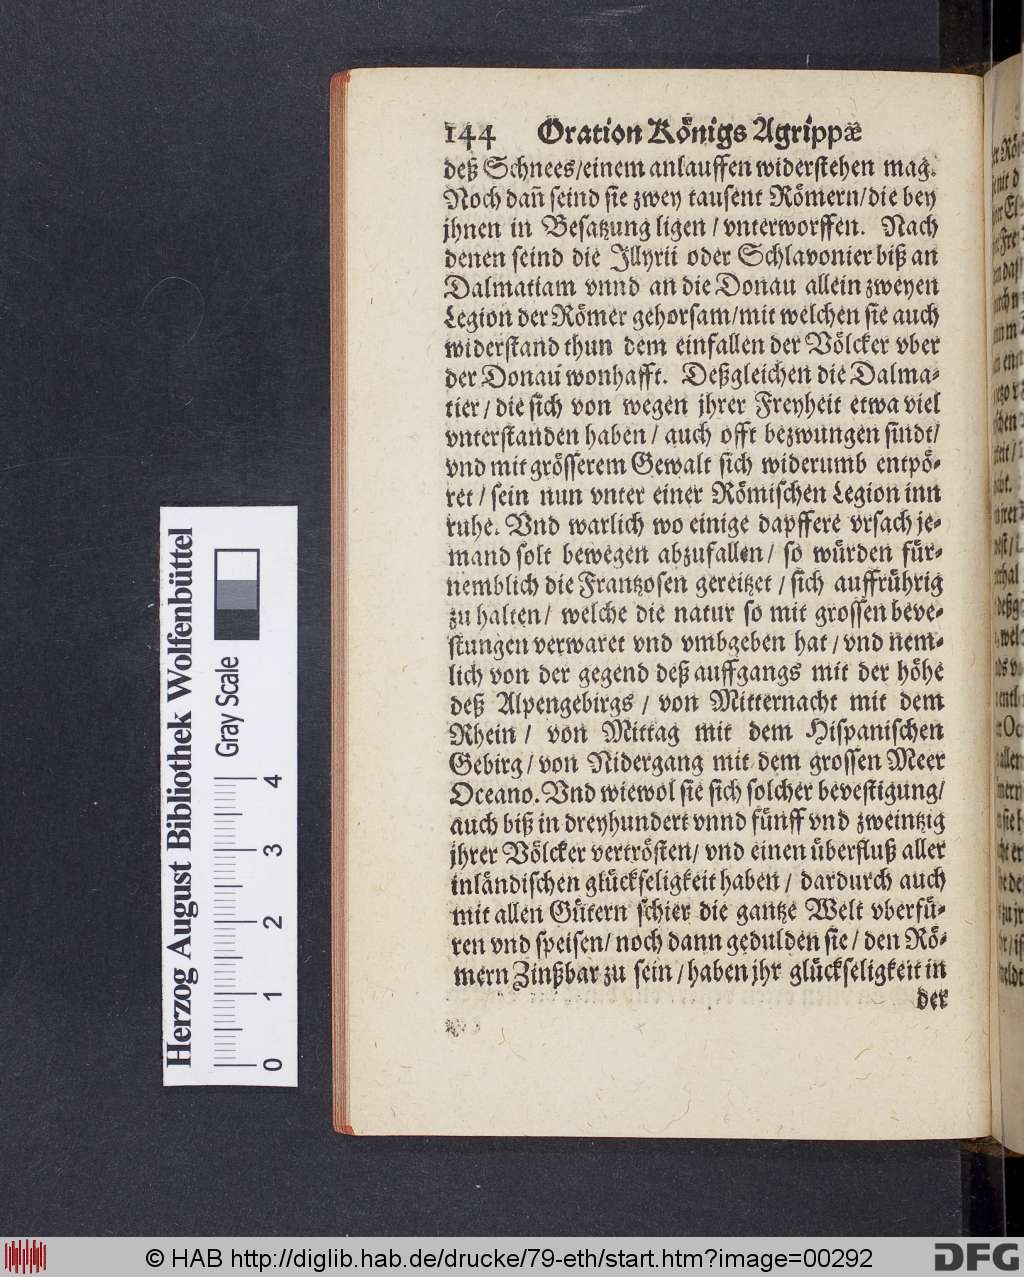 144 Oration Königs Agrippæ
deß Schnees/einem anlauffen widerstehen mag.
Noch dañ seind sie zwey tausent Römern/die bey
jhnen in Besatzung ligen / vnterworffen. Nach
denen seind die Illyrii oder Schlavonier biß an
Dalmatiam vnnd an die Donau allein zweyen
Legion der Römer gehorsam/mit welchen sie auch
widerstand thun dem einfallen der Völcker vber
der Donau wonhafft. Deßgleichen die Dalma-
tier / die sich von wegen jhrer Freyheit etwa viel
vnterstanden haben / auch offt bezwungen sindt/
vnd mit grösserem Gewalt sich widerumb entpö-
ret / sein nun vnter einer Römischen Legion inn
ruhe. Vnd warlich wo einige dapffere vrsach je-
mand solt bewegen abzufallen / so würden für-
nemblich die Frantzosen gereitzet / sich auffrührig
zu halten / welche die natur so mit grossen beve-
stungen verwaret vnd vmbgeben hat / vnd nem-
lich von der gegend deß auffgangs mit der höhe
deß Alpengebirgs / von Mitternacht mit dem
Rhein / von Mittag mit dem Hispanischen
Gebirg / von Nidergang mit dem grossen Meer
Oceano. Vnd wiewol sie sich solcher bevestigung/
auch biß in dreyhundert vnnd fünff vnd zweintzig
jhrer Völcker vertrösten/ vnd einen überfluß aller
inländischen glückseligkeit haben / dardurch auch
mit allen Gütern schier die gantze Welt vberfü-
ren vnd speisen/ noch dann gedulden sie / den Rö-
mern Zinßbar zu sein / haben jhr glückseligkeit in
der
Herzog August Bibliothek Wolfenbüttel
Gray Scale
0 1 2 3 4
© HAB http://diglib.hab.de/drucke/79-eth/start.htm?image=00292
DFG